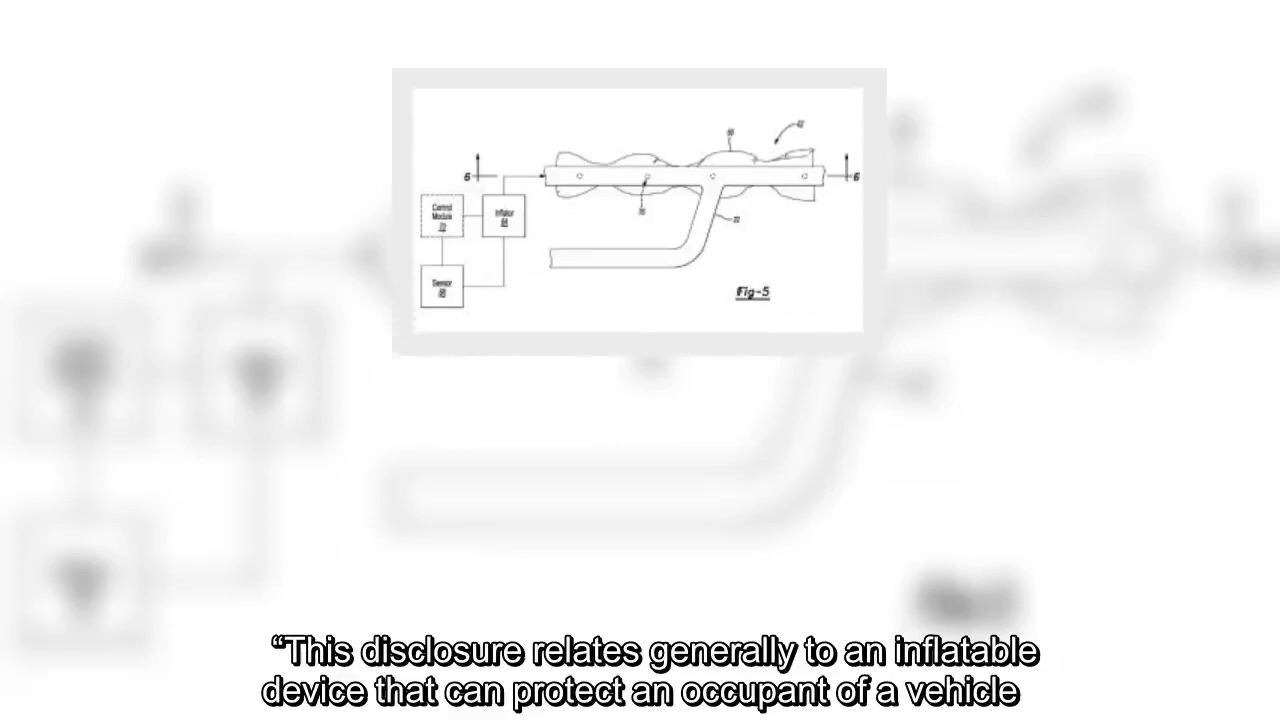 6
6
Control
Module
Inflator
Sensor
Fig-5
“This disclosure relates generally to an inflatable
device that can protect an occupant of a vehicle